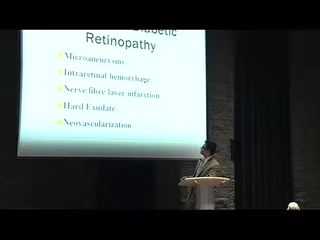 Diabetic
Retinopathy
Microaneurysms
Intraretinal hemorrhage
Nerve fibre layer infarction
Hard Exudate
Neovascularization